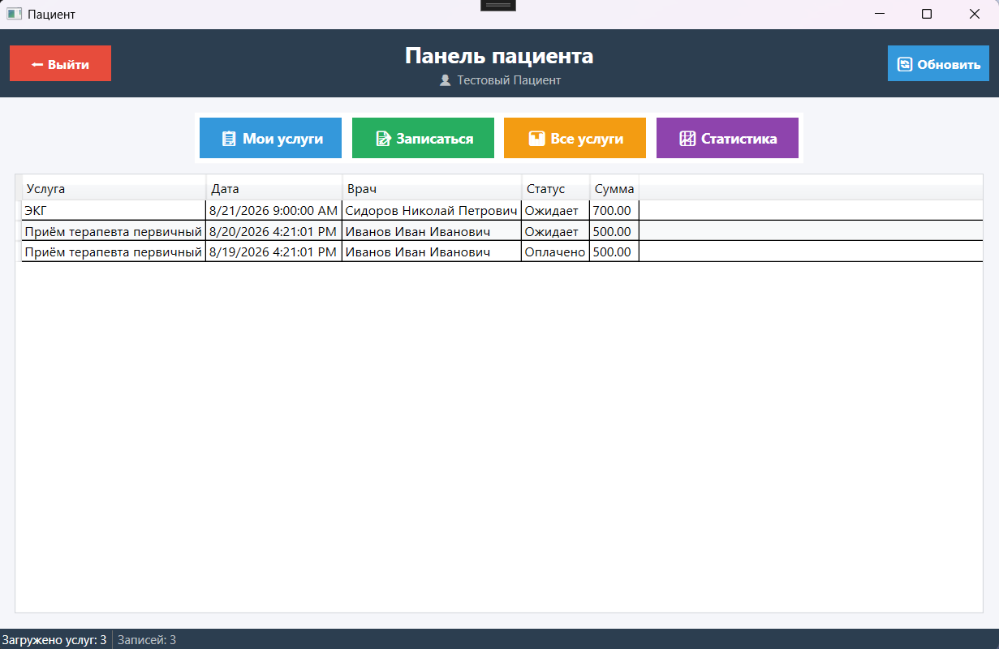 Пациент
← Выйти
Панель пациента
Тестовый Пациент
Обновить
Мои услуги
Записаться
Все услуги
Статистика
Услуга Дата Врач Статус Сумма
ЭКГ 8/21/2026 9:00:00 AM Сидоров Николай Петрович Ожидает 700.00
Приём терапевта первичный 8/20/2026 4:21:01 PM Иванов Иван Иванович Ожидает 500.00
Приём терапевта первичный 8/19/2026 4:21:01 PM Иванов Иван Иванович Оплачено 500.00
Загружено услуг: 3 Записей: 3